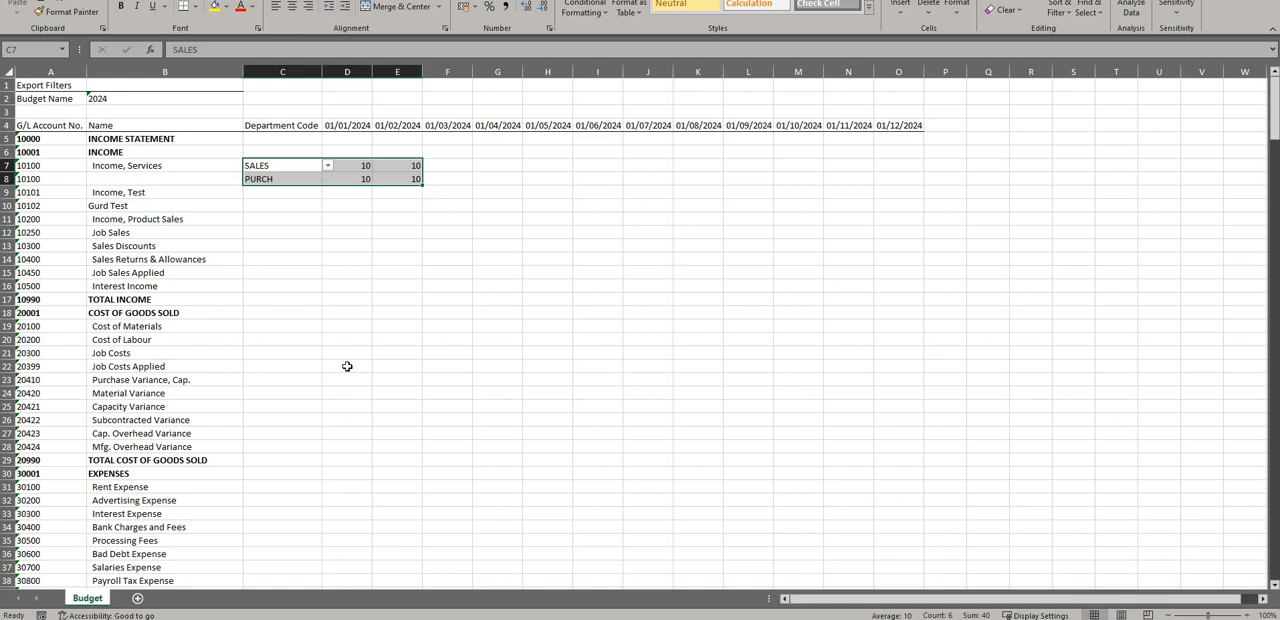 Paste Format Painter B I U A Merge & Center % , Conditional Formatting Format as Table Neutral Calculation Check Cell Insert Delete Format Clear Sort & Filter Find & Select Analyze Data Sensitivity
Clipboard Font Alignment Number Styles Cells Editing Analysis Sensitivity
C7 fx SALES
A B C D E F G H I J K L M N O P Q R S T U V W
1 Export Filters
2 Budget Name 2024
3
4 G/L Account No. Name Department Code 01/01/2024 01/02/2024 01/03/2024 01/04/2024 01/05/2024 01/06/2024 01/07/2024 01/08/2024 01/09/2024 01/10/2024 01/11/2024 01/12/2024
5 10000 INCOME STATEMENT
6 10001 INCOME
7 10100 Income, Services SALES 10 10
8 10100 PURCH 10 10
9 10101 Income, Test
10 10102 Gurd Test
11 10200 Income, Product Sales
12 10250 Job Sales
13 10300 Sales Discounts
14 10400 Sales Returns & Allowances
15 10450 Job Sales Applied
16 10500 Interest Income
17 10990 TOTAL INCOME
18 20001 COST OF GOODS SOLD
19 20100 Cost of Materials
20 20200 Cost of Labour
21 20300 Job Costs
22 20399 Job Costs Applied
23 20410 Purchase Variance, Cap.
24 20420 Material Variance
25 20421 Capacity Variance
26 20422 Subcontracted Variance
27 20423 Cap. Overhead Variance
28 20424 Mfg. Overhead Variance
29 20990 TOTAL COST OF GOODS SOLD
30 30001 EXPENSES
31 30100 Rent Expense
32 30200 Advertising Expense
33 30300 Interest Expense
34 30400 Bank Charges and Fees
35 30500 Processing Fees
36 30600 Bad Debt Expense
37 30700 Salaries Expense
38 30800 Payroll Tax Expense
Budget
Ready Accessibility: Good to go Average: 10 Count: 6 Sum: 40 Display Settings 100%